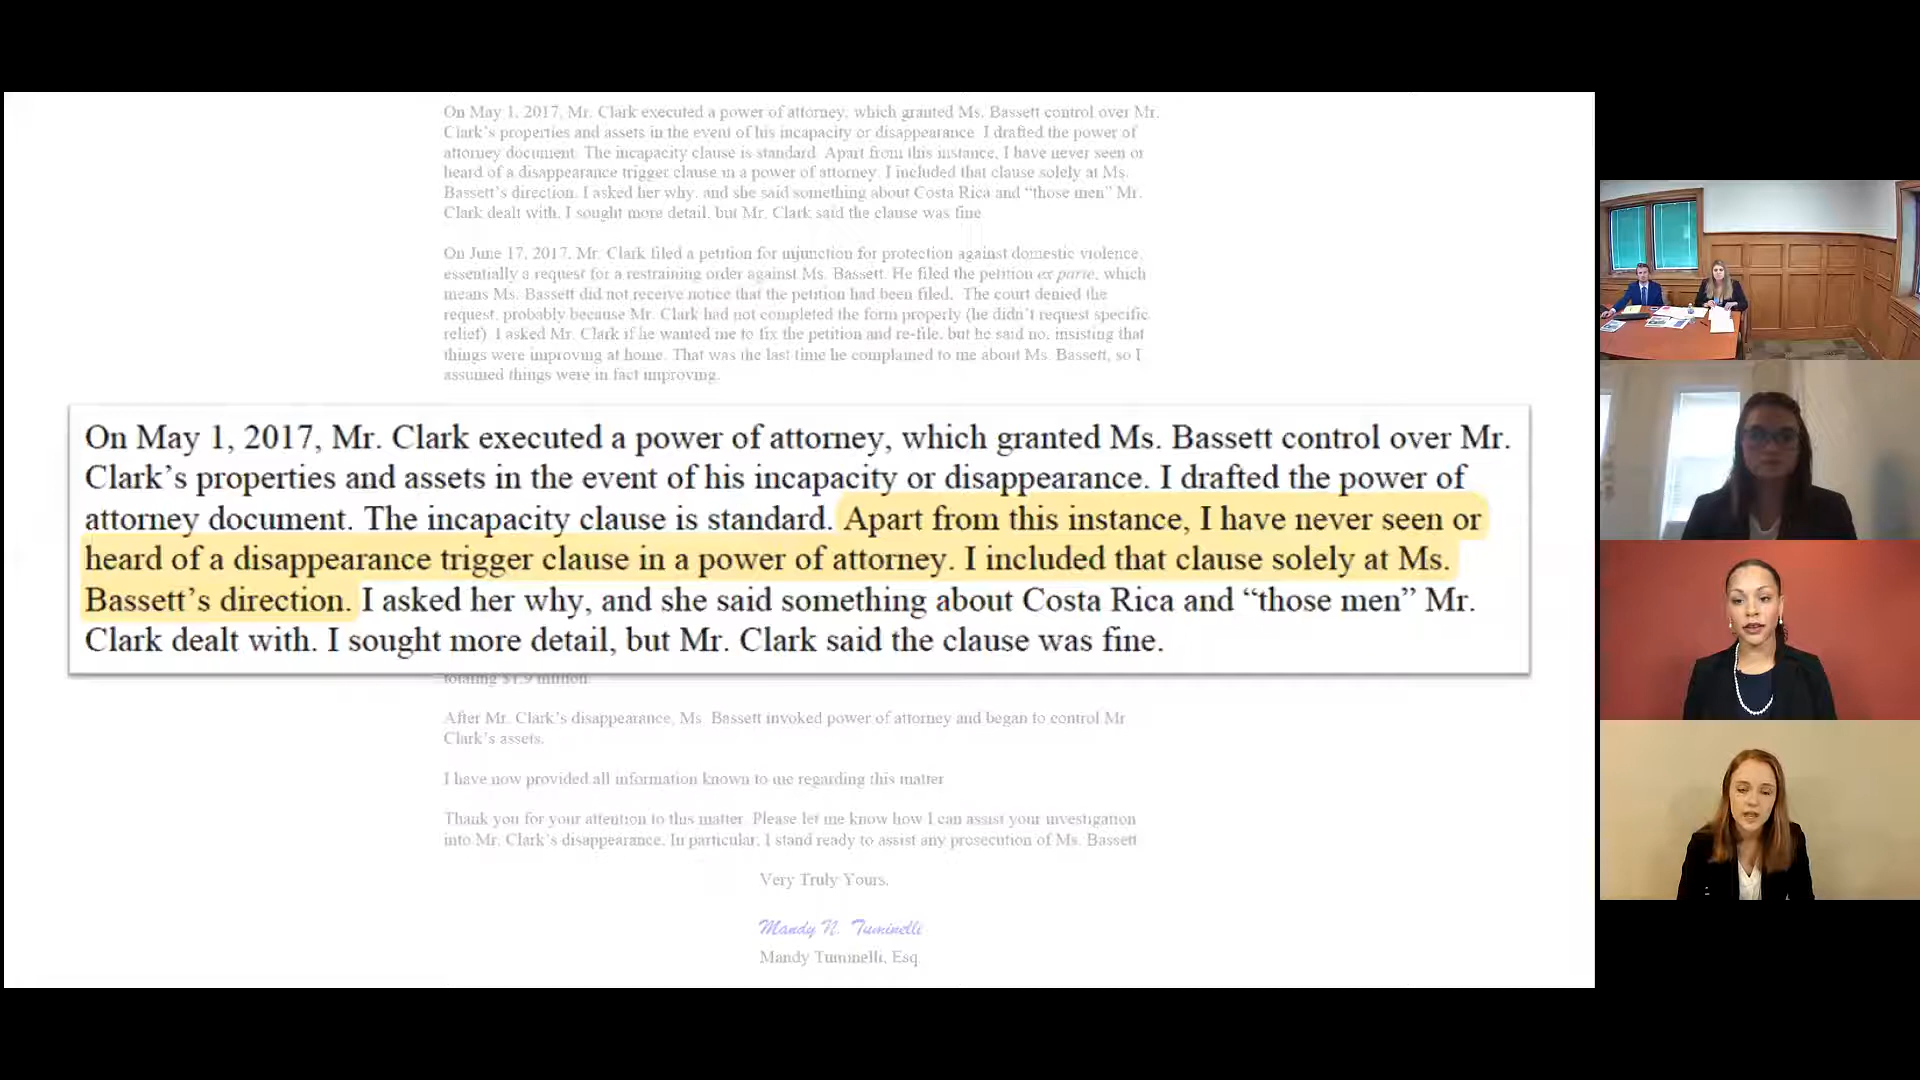 On May 1, 2017, Mr. Clark executed a power of attorney, which granted Ms. Bassett control over Mr.
Clark's properties and assets in the event of his incapacity or disappearance. I drafted the power of
attorney document. The incapacity clause is standard. Apart from this instance, I have never seen or
heard of a disappearance trigger clause in a power of attorney. I included that clause solely at Ms.
Bassett's direction. I asked her why, and she said something about Costa Rica and “those men” Mr.
Clark dealt with. I sought more detail, but Mr. Clark said the clause was fine
On June 17, 2017, Mr. Clark filed a petition for injunction for protection against domestic violence,
essentially a request for a restraining order against Ms. Bassett. He filed the petition ex parte, which
means Ms. Bassett did not receive notice that the petition had been filed. The court denied the
request, probably because Mr. Clark had not completed the form properly (he didn't request specific
relief). I asked Mr. Clark if he wanted me to fix the petition and re-file, but he said no, insisting that
things were improving at home. That was the last time he complained to me about Ms. Bassett, so I
assumed things were in fact improving.
On May 1, 2017, Mr. Clark executed a power of attorney, which granted Ms. Bassett control over Mr.
Clark's properties and assets in the event of his incapacity or disappearance. I drafted the power of
attorney document. The incapacity clause is standard. Apart from this instance, I have never seen or
heard of a disappearance trigger clause in a power of attorney. I included that clause solely at Ms.
Bassett's direction. I asked her why, and she said something about Costa Rica and “those men” Mr.
Clark dealt with. I sought more detail, but Mr. Clark said the clause was fine.
totaling $1.9 million.
After Mr. Clark's disappearance, Ms. Bassett invoked power of attorney and began to control Mr
Clark's assets.
I have now provided all information known to me regarding this matter
Thank you for your attention to this matter. Please let me know how I can assist your investigation
into Mr. Clark's disappearance. In particular, I stand ready to assist any prosecution of Ms. Bassett
Very Truly Yours,
Mandy N. Tuminelli
Mandy Tuminelli, Esq.